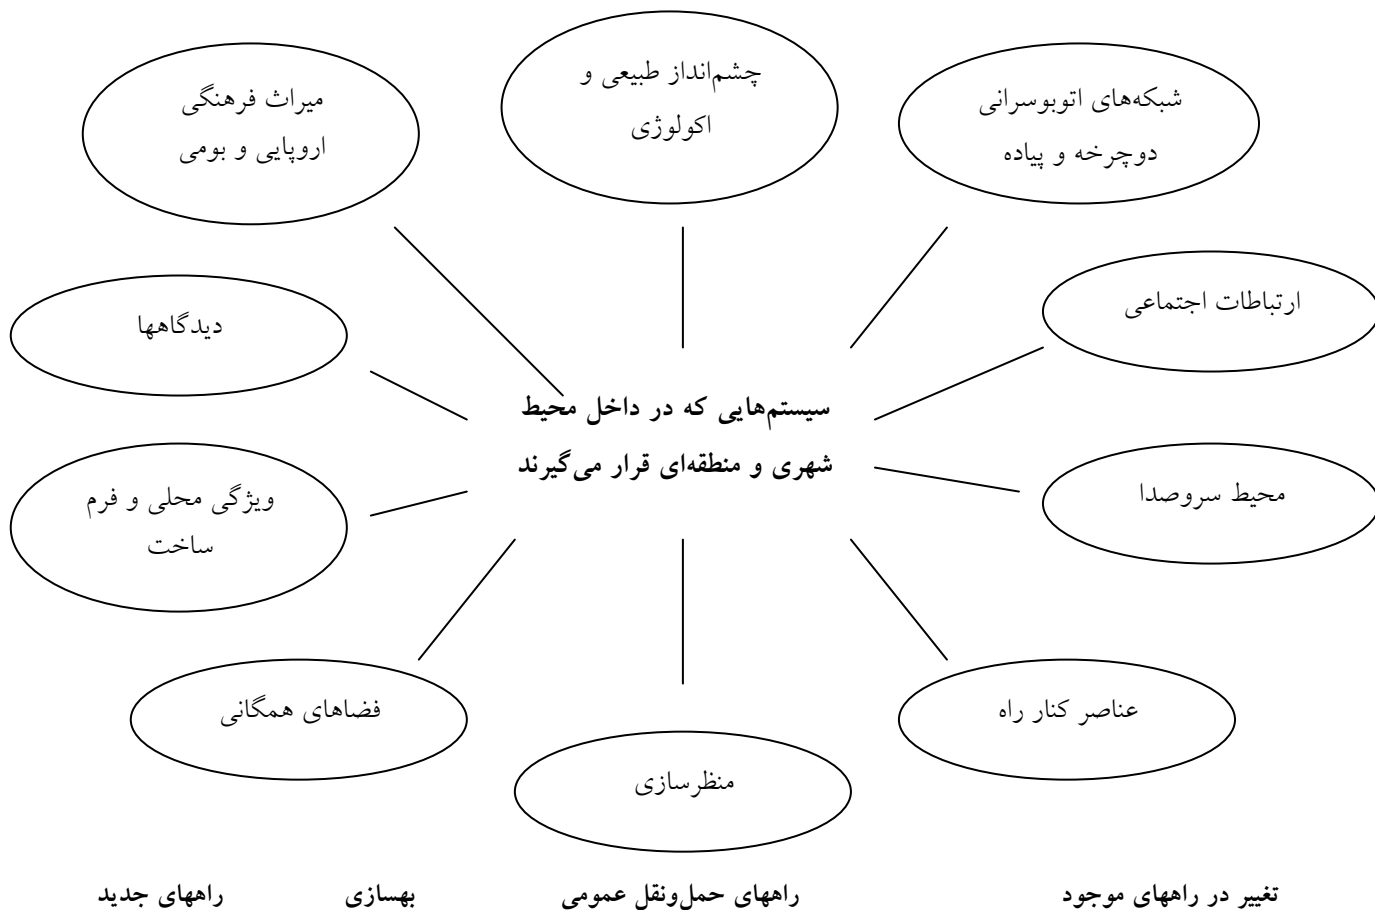 چشم‌انداز طبیعی و
اکولوژی
شبکه‌های اتوبوسرانی
دوچرخه و پیاده
میراث فرهنگی
اروپایی و بومی
ارتباطات اجتماعی
دیدگاهها
سیستم‌هایی که در داخل محیط
شهری و منطقه‌ای قرار می‌گیرند
محیط سروصدا
ویژگی محلی و فرم
ساخت
عناصر کنار راه
فضاهای همگانی
منظرسازی
تغییر در راههای موجود راههای حمل‌ونقل عمومی بهسازی راههای جدید